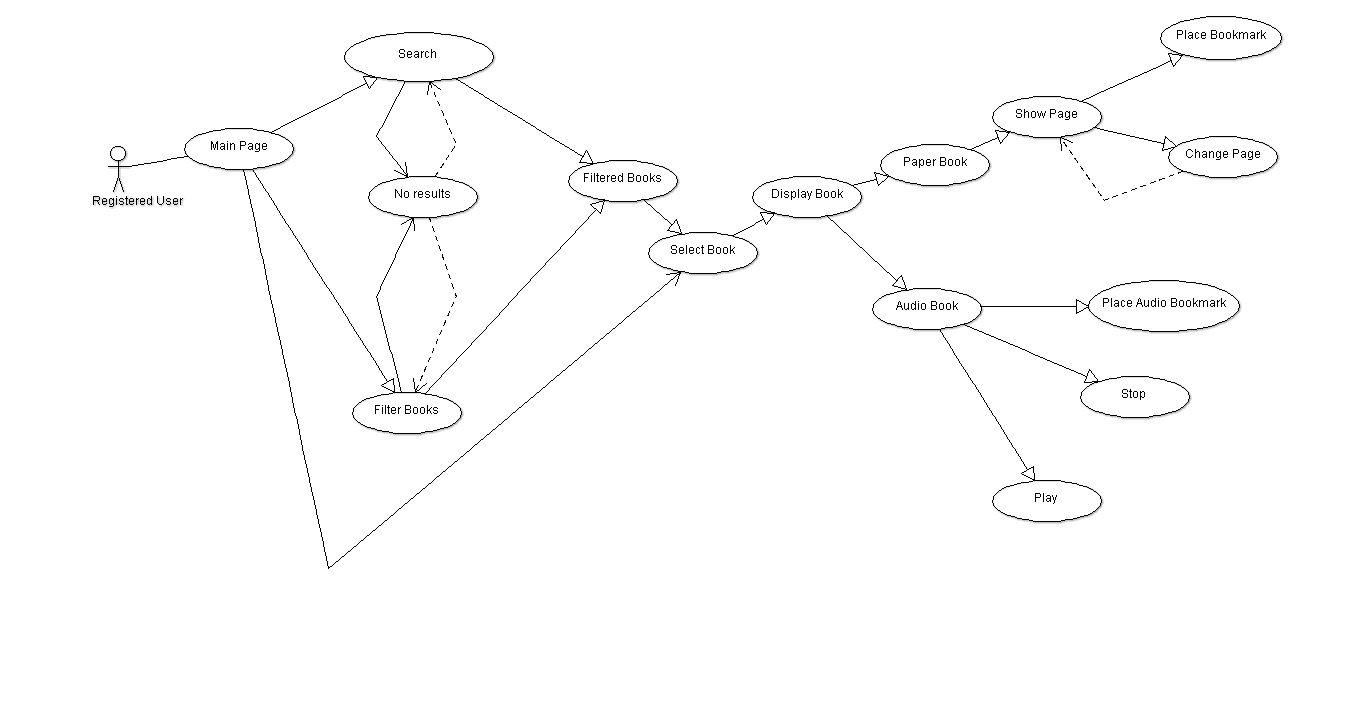 Place Bookmark
Search
Show Page
Main Page
Change Page
Paper Book
Filtered Books
No results
Display Book
Registered User
Select Book
Audio Book
Place Audio Bookmark
Stop
Filter Books
Play